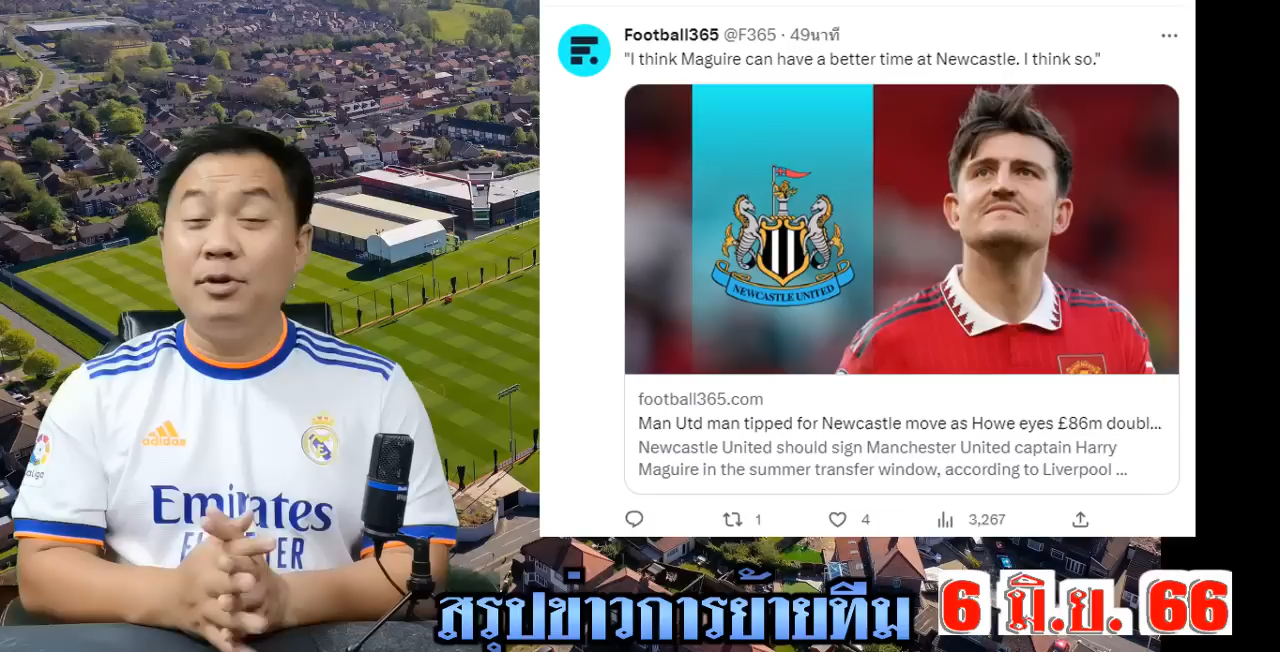 Football365 @F365 · 49นาที
"I think Maguire can have a better time at Newcastle. I think so."
NEWCASTLE UNITED
football365.com
Man Utd man tipped for Newcastle move as Howe eyes £86m doubl...
Newcastle United should sign Manchester United captain Harry
Maguire in the summer transfer window, according to Liverpool ...
1
4
3,267
adidas
Emirates
สรุปข่าวการย้ายทีม
6 มิ.ย. 66